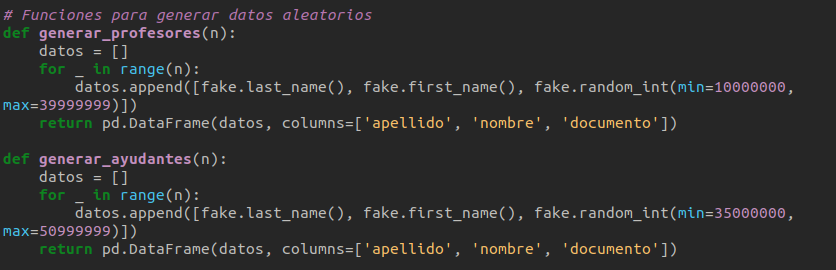 # Funciones para generar datos aleatorios
def generar_profesores(n):
    datos = []
    for _ in range(n):
        datos.append([fake.last_name(), fake.first_name(), fake.random_int(min=10000000,
max=39999999)])
    return pd.DataFrame(datos, columns=['apellido', 'nombre', 'documento'])

def generar_ayudantes(n):
    datos = []
    for _ in range(n):
        datos.append([fake.last_name(), fake.first_name(), fake.random_int(min=35000000,
max=50999999)])
    return pd.DataFrame(datos, columns=['apellido', 'nombre', 'documento'])